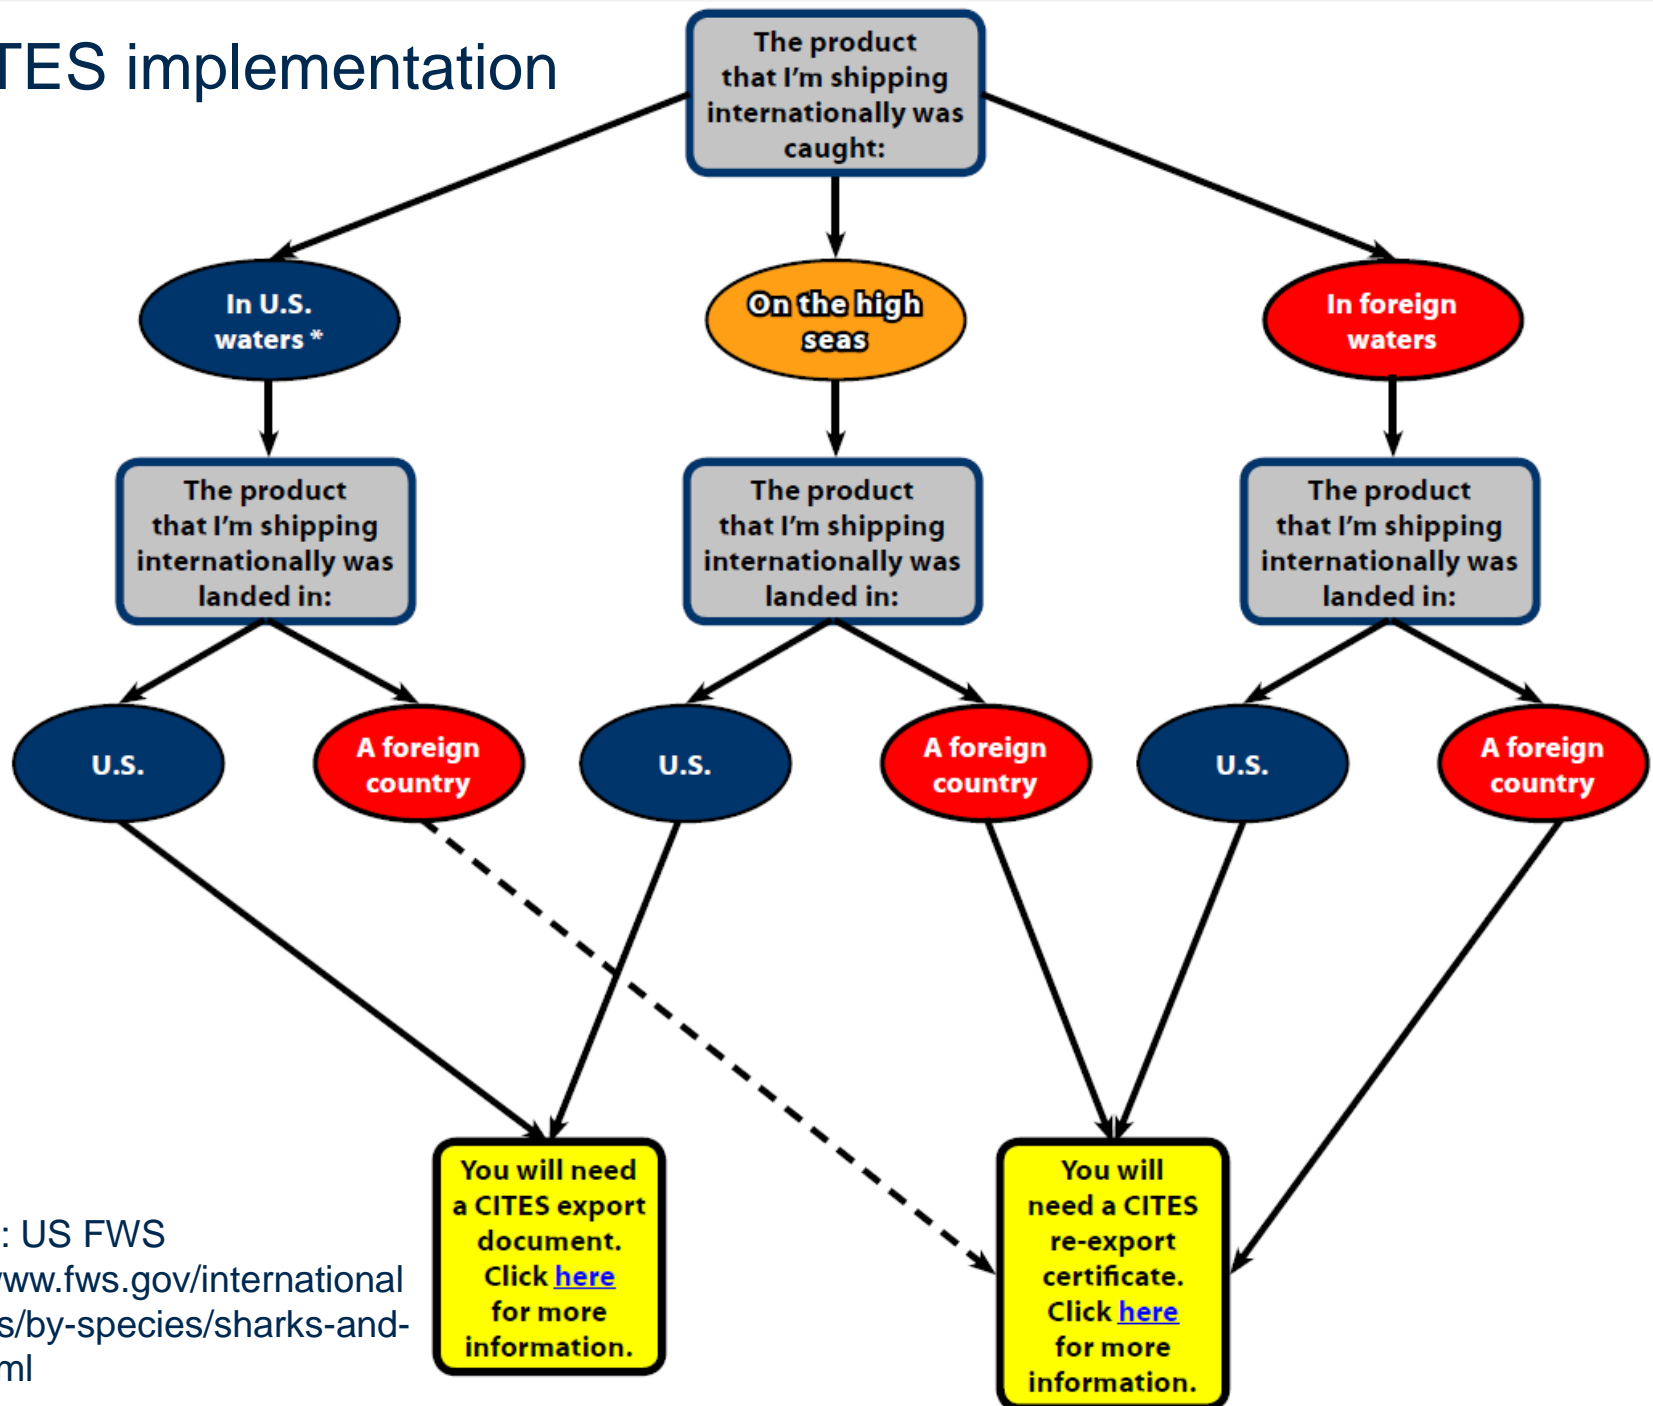 TES implementation
The product
that I'm shipping
internationally was
caught:
In U.S.
waters *
On the high
seas
In foreign
waters
The product
that I'm shipping
internationally was
landed in:
The product
that I'm shipping
internationally was
landed in:
The product
that I'm shipping
internationally was
landed in:
U.S.
A foreign
country
U.S.
A foreign
country
U.S.
A foreign
country
You will need
a CITES export
document.
Click here
for more
information.
You will
need a CITES
re-export
certificate.
Click here
for more
information.
: US FWS
www.fws.gov/international
s/by-species/sharks-and-
ml